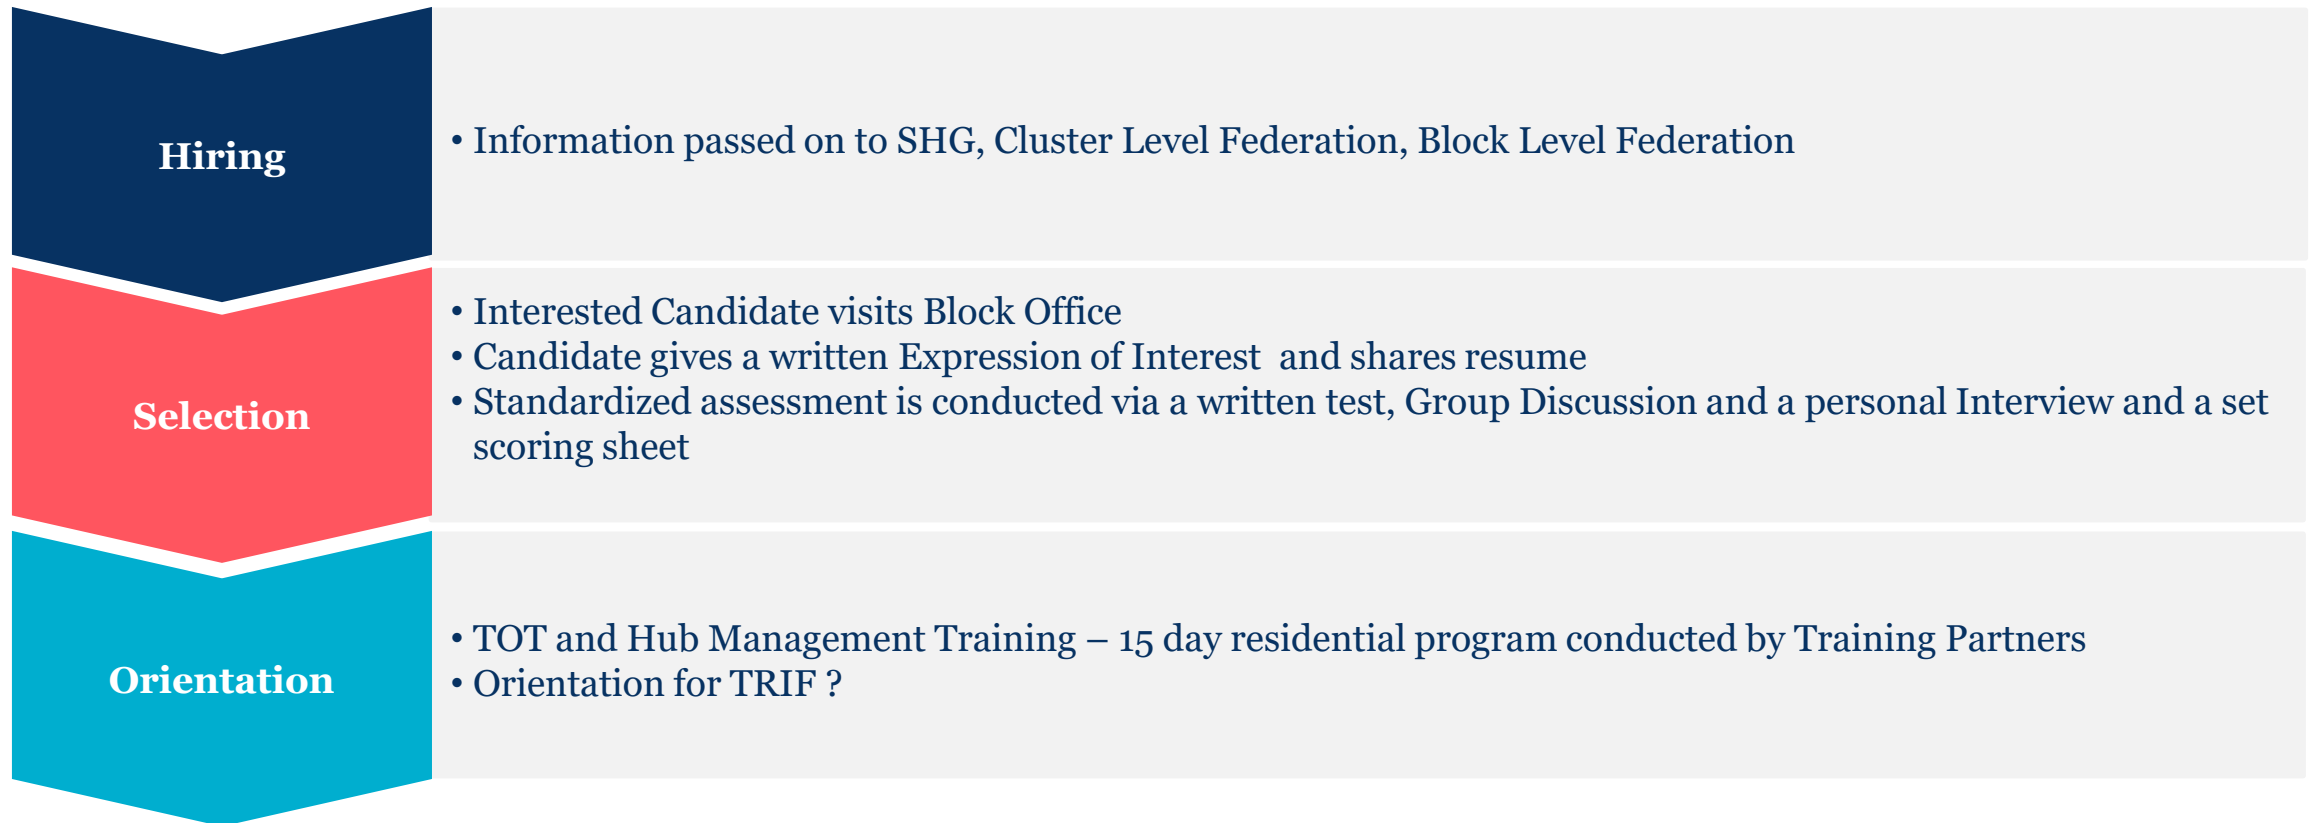 Hiring
• Information passed on to SHG, Cluster Level Federation, Block Level Federation
Selection
• Interested Candidate visits Block Office
• Candidate gives a written Expression of Interest  and shares resume
• Standardized assessment is conducted via a written test, Group Discussion and a personal Interview and a set
scoring sheet
Orientation
• TOT and Hub Management Training – 15 day residential program conducted by Training Partners
• Orientation for TRIF ?